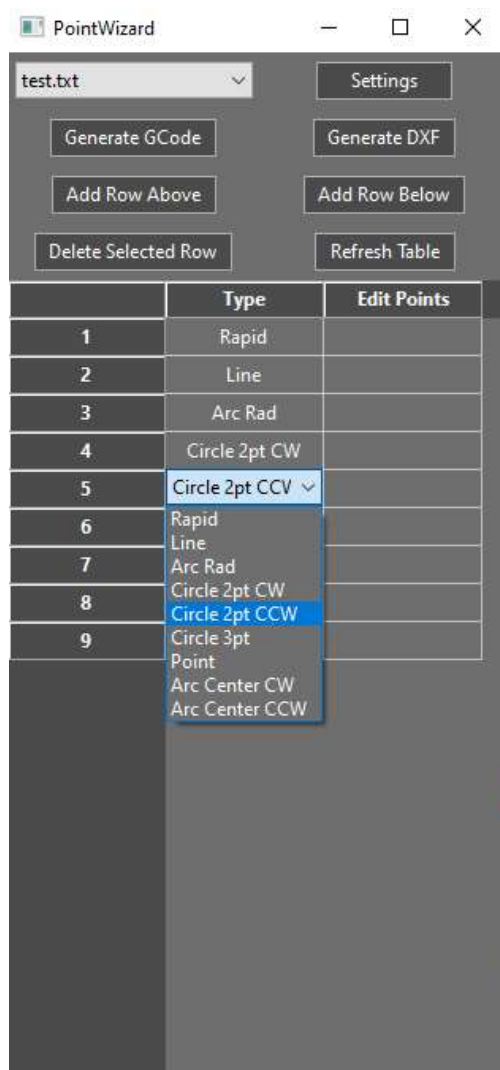 PointWizard
test.txt Settings
Generate GCode Generate DXF
Add Row Above Add Row Below
Delete Selected Row Refresh Table
Type Edit Points
1 Rapid
2 Line
3 Arc Rad
4 Circle 2pt CW
5 Circle 2pt CCV
6
7
8
9
Rapid
Line
Arc Rad
Circle 2pt CW
Circle 2pt CCW
Circle 3pt
Point
Arc Center CW
Arc Center CCW